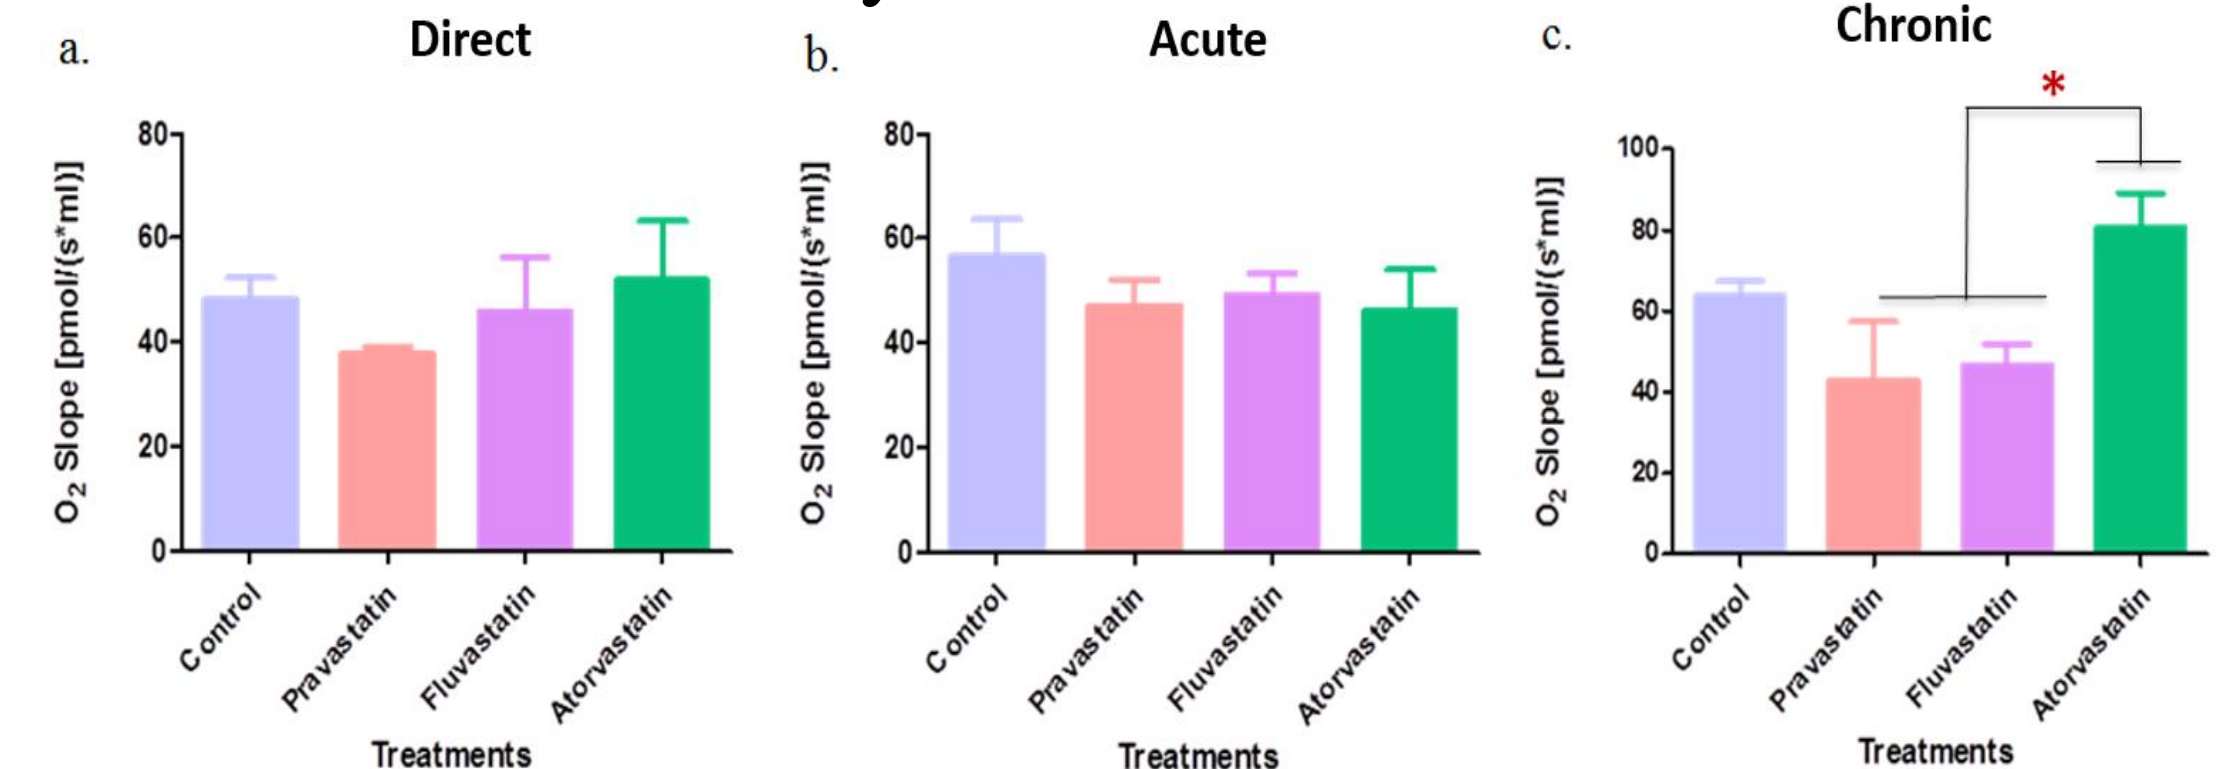 a.
Direct
O2 Slope [pmol/(s*ml)]
80
60
40
20
0
Control
Pravastatin
Fluvastatin
Atorvastatin
Treatments
b.
Acute
O2 Slope [pmol/(s*ml)]
80
60
40
20
0
Control
Pravastatin
Fluvastatin
Atorvastatin
Treatments
c.
Chronic
*
O2 Slope [pmol/(s*ml)]
100
80
60
40
20
0
Control
Pravastatin
Fluvastatin
Atorvastatin
Treatments